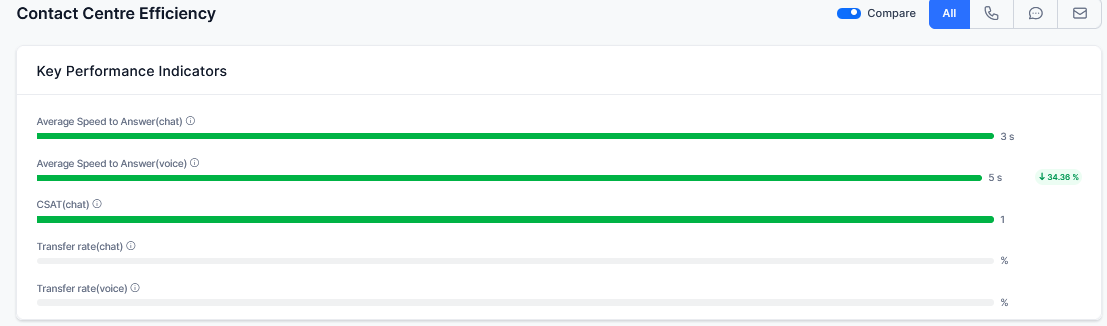 Contact Centre Efficiency
Compare
All
Key Performance Indicators
Average Speed to Answer(chat)
3 s
Average Speed to Answer(voice)
5 s
↓ 34.36 %
CSAT(chat)
1
Transfer rate(chat)
%
Transfer rate(voice)
%